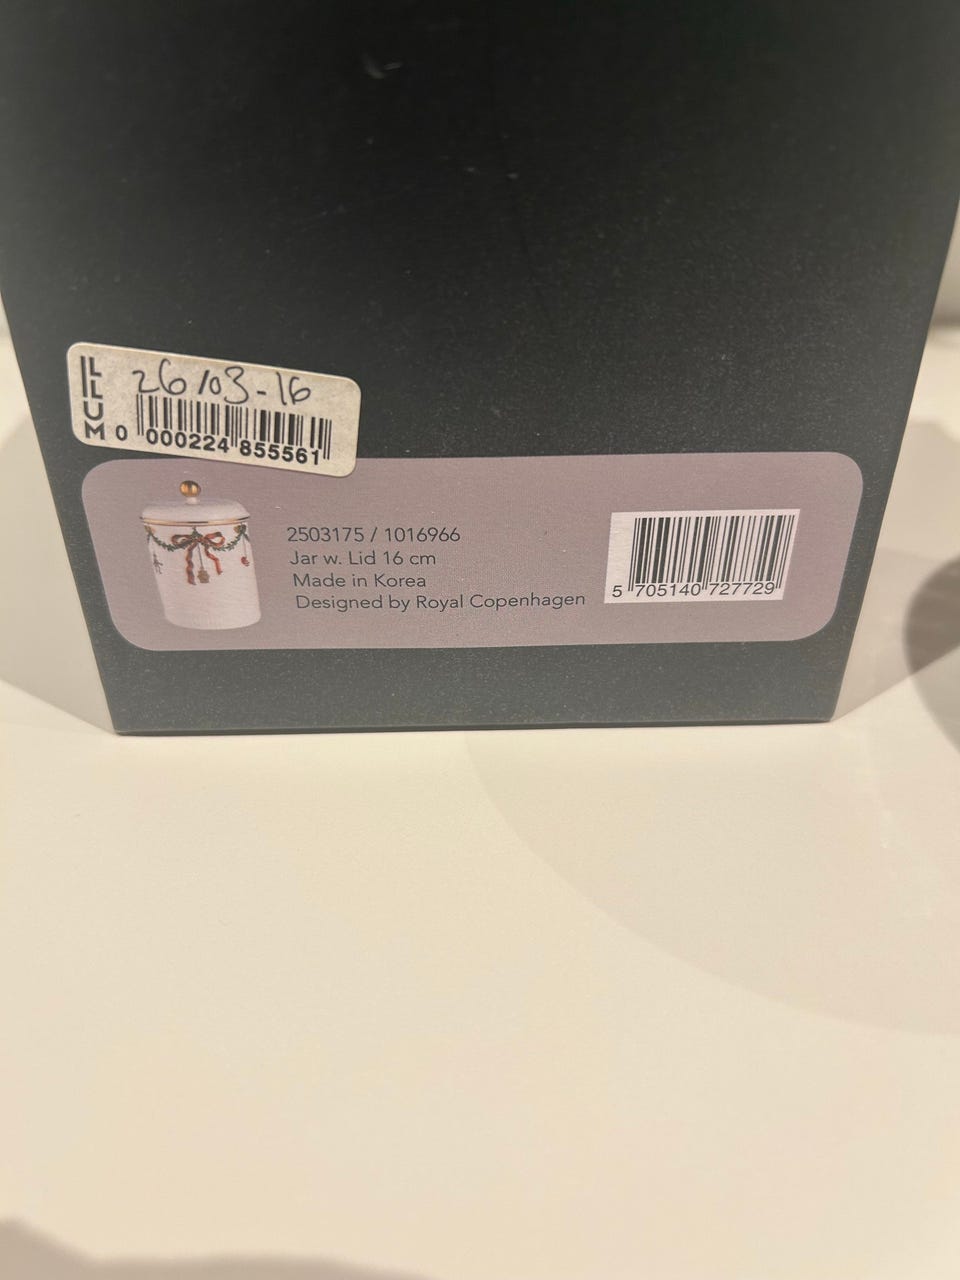 ILLUM
26/03-16
0 000224 855561
2503175 / 1016966
Jar w. Lid 16 cm
Made in Korea
Designed by Royal Copenhagen
5 705140 727729